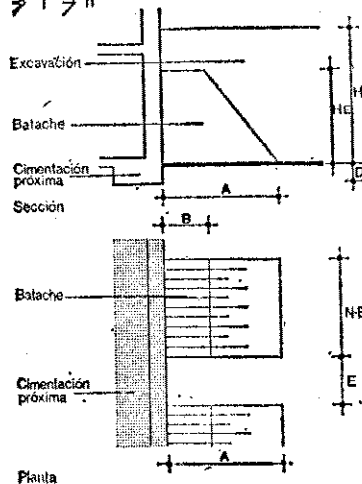 Excavación
H
HE
Batache
Cimentación
próxima
D
A
Sección
B
Batache
N·E
Cimentación
próxima
E
A
Planta